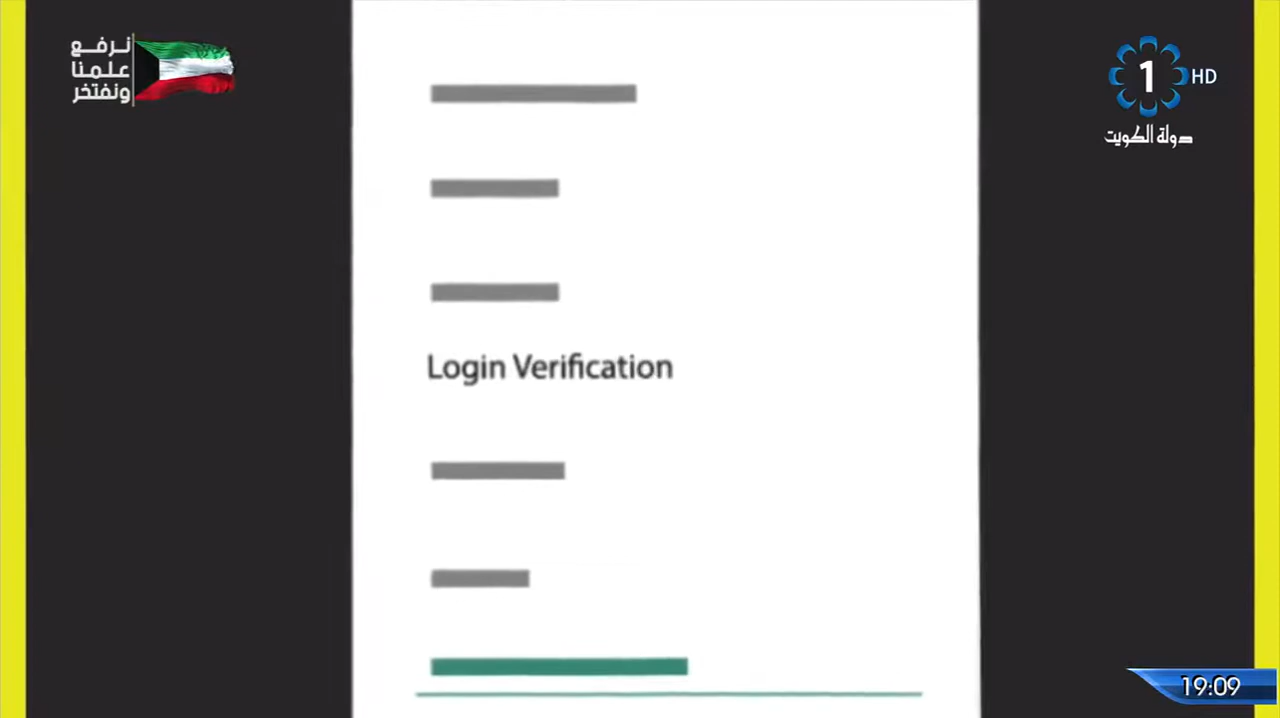 نرفع
علمنا
ونفتخر
1 HD
دولة الكويت
Login Verification
19:09